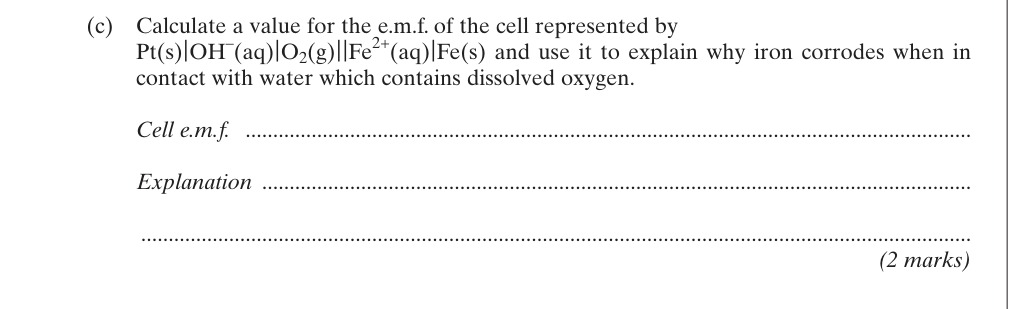 (c) Calculate a value for the e.m.f. of the cell represented by
Pt(s)|OH⁻(aq)|O₂(g)||Fe²⁺(aq)|Fe(s) and use it to explain why iron corrodes when in
contact with water which contains dissolved oxygen.
Cell e.m.f. ................................................................................
Explanation ................................................................................
................................................................................
(2 marks)